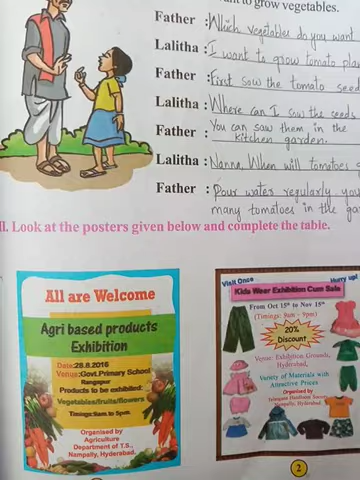 to grow vegetables.
Father : Which vegetables do you want
Lalitha : I want to grow tomato
Father : First sow the tomato
Lalitha : Where can I sow the seeds
Father : You can saw them in the
kitchen garden.
Lalitha : Nanna, When will tomatoes
Father : Pour water regularly
many tomatoes in the
II. Look at the posters given below and complete the table.
All are Welcome
Agri based products
Exhibition
Date:28.8.2016
Venue:Govt Primary School
Rangapur
Products to be exhibited:
Vegetables/fruits/flowers
Timings:9am to 5pm.
Organised by
Agriculture
Department of T.S.,
Nampally, Hyderabad.
Visit Once
Hurry up!
Kids Wear Exhibition Cum Sale
From Oct 15th to Nov 15th
(Timings: 9am - 9pm)
20%
Discount
Venue: Exhibition Grounds,
Hyderabad.
Variety of Materials with
Attractive Prices
Organised by
Nampally, Hyderabad.
2